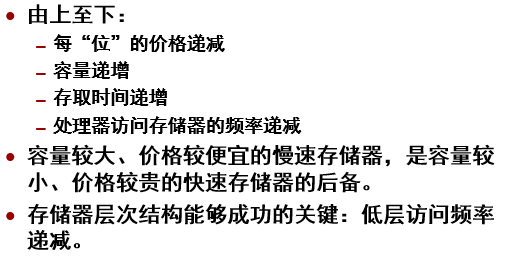 • 由上至下：
– 每“位”的价格递减
– 容量递增
– 存取时间递增
– 处理器访问存储器的频率递减
• 容量较大、价格较便宜的慢速存储器，是容量较
小、价格较贵的快速存储器的后备。
• 存储器层次结构能够成功的关键：低层访问频率
递减。